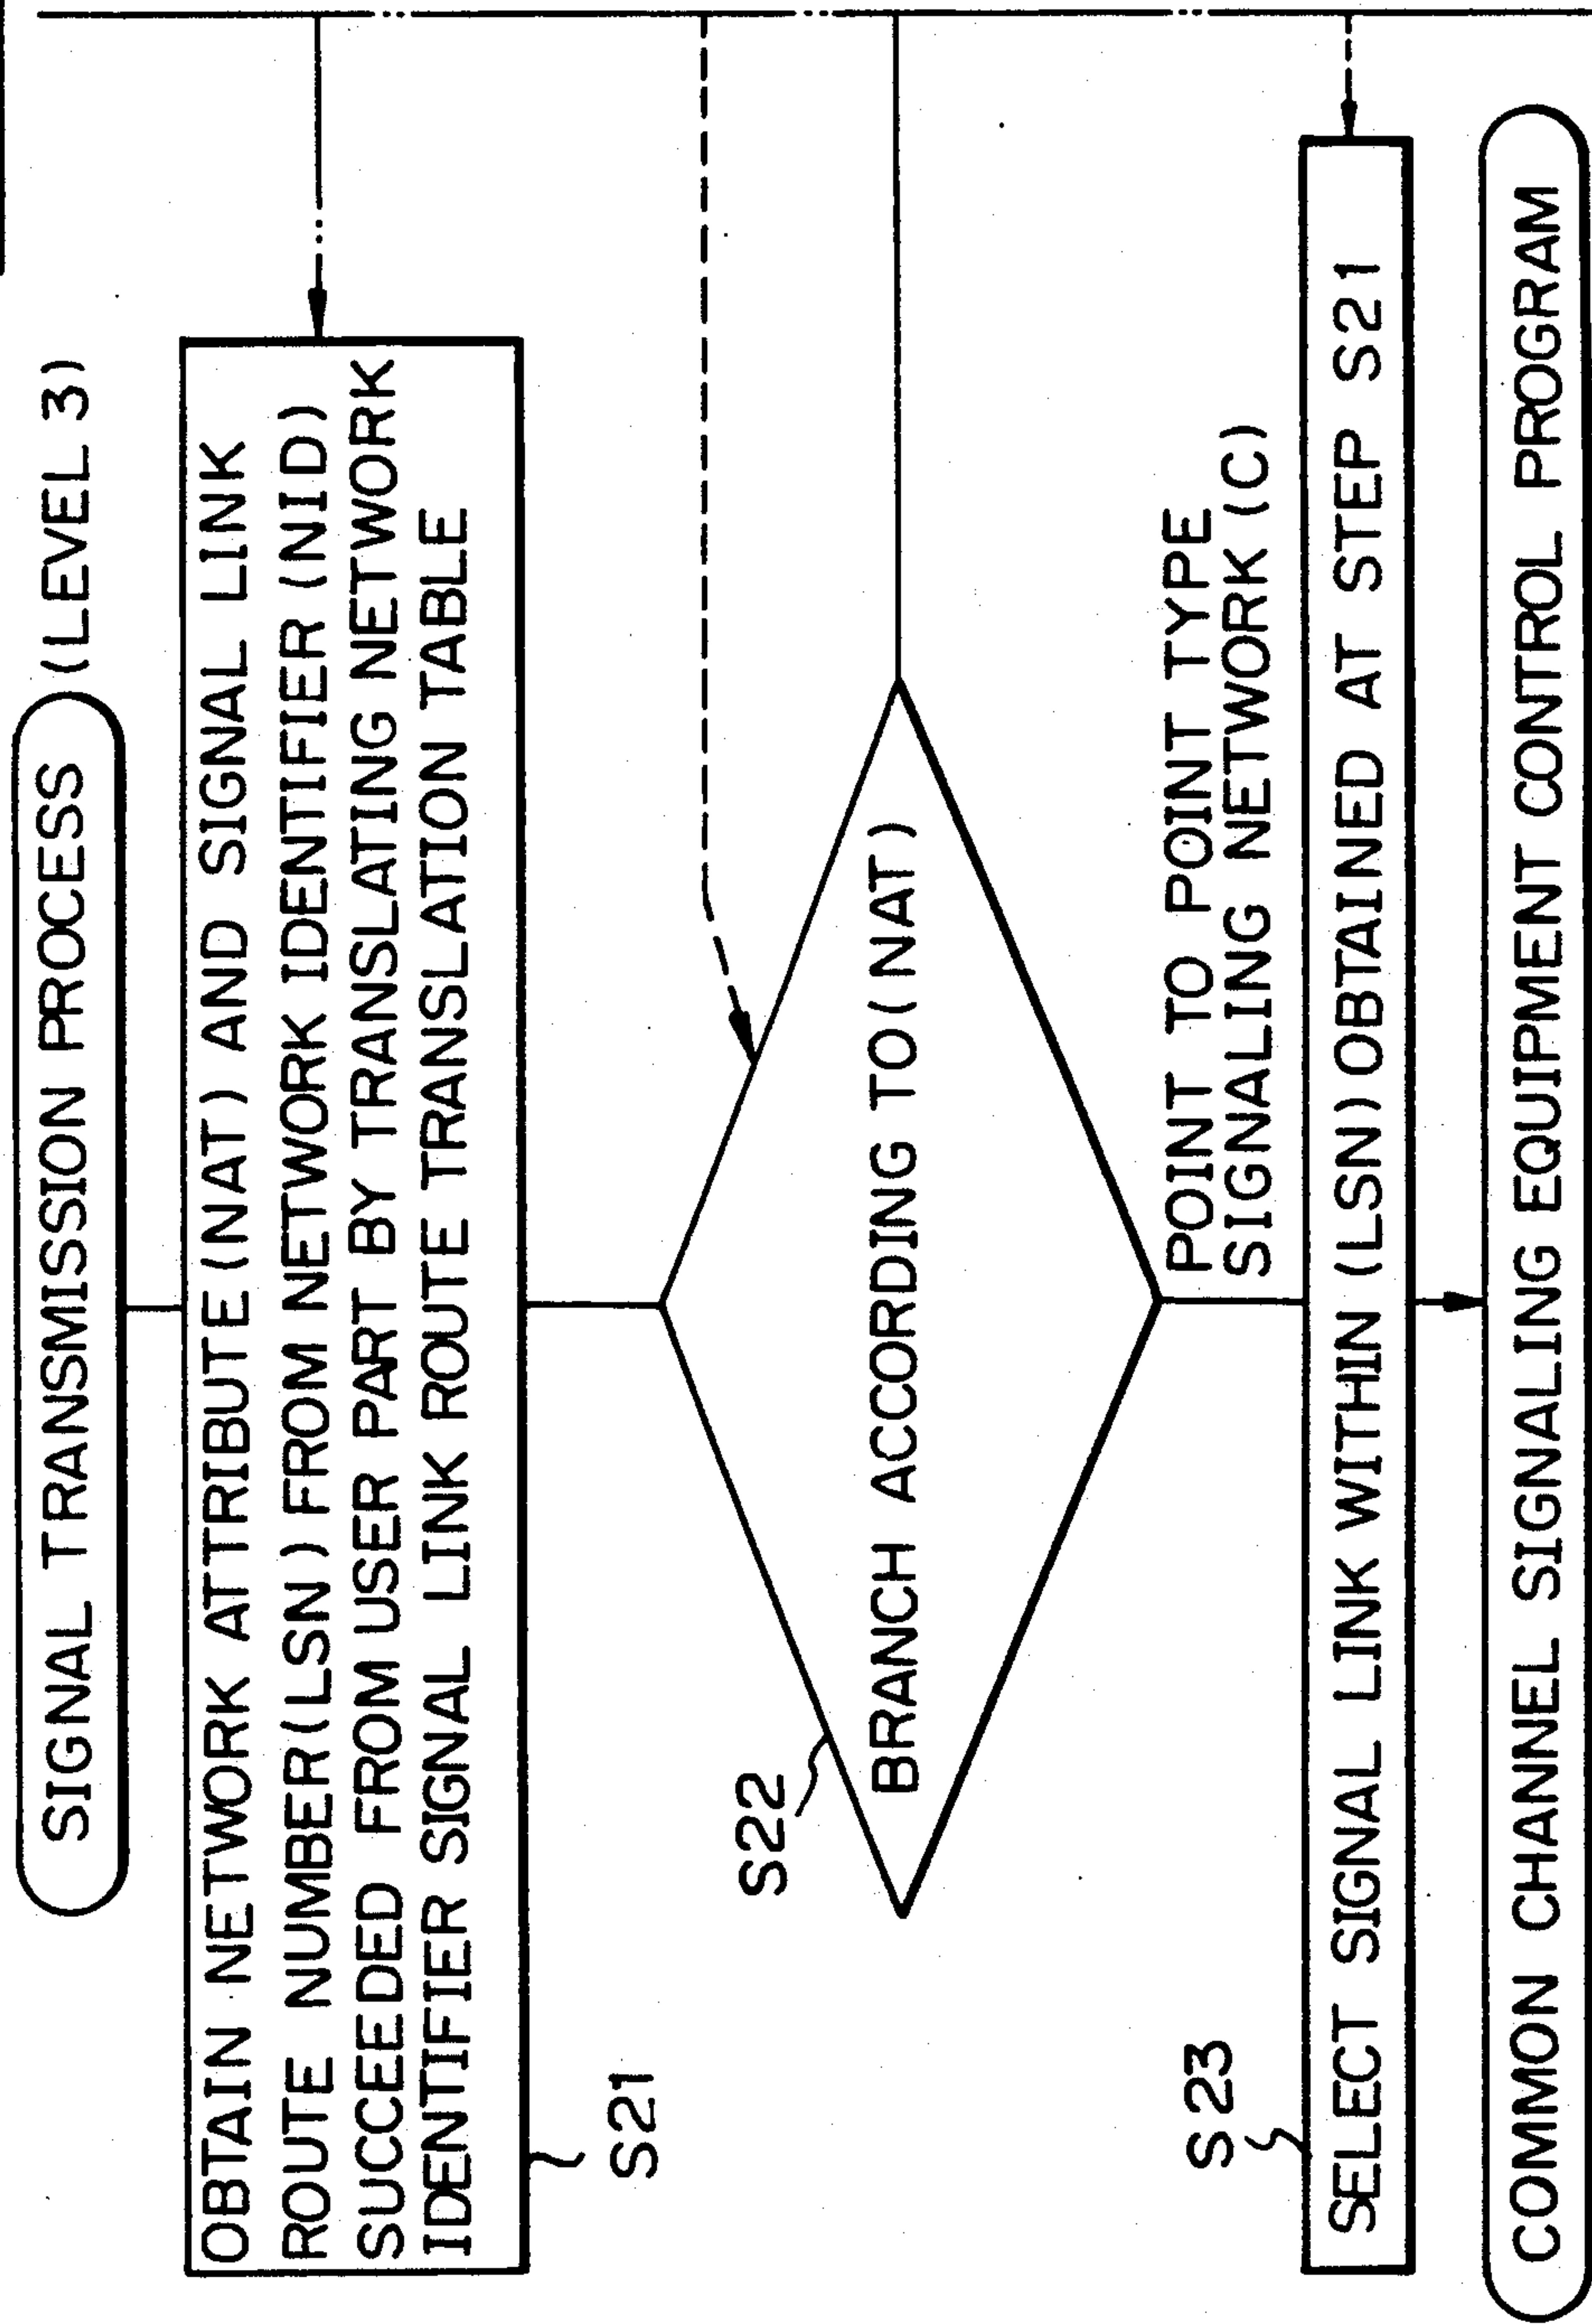 SIGNAL TRANSMISSION PROCESS (LEVEL 3)
OBTAIN NETWORK ATTRIBUTE (NAT) AND SIGNAL LINK
ROUTE NUMBER (LSN) FROM NETWORK IDENTIFIER (NID)
SUCCEEDED FROM USER PART BY TRANSLATING NETWORK
IDENTIFIER SIGNAL LINK ROUTE TRANSLATION TABLE
S21
S22
BRANCH ACCORDING TO (NAT)
POINT TO POINT TYPE
SIGNALING NETWORK (C)
S23
SELECT SIGNAL LINK WITHIN (LSN) OBTAINED AT STEP S21
COMMON CHANNEL SIGNALING EQUIPMENT CONTROL PROGRAM